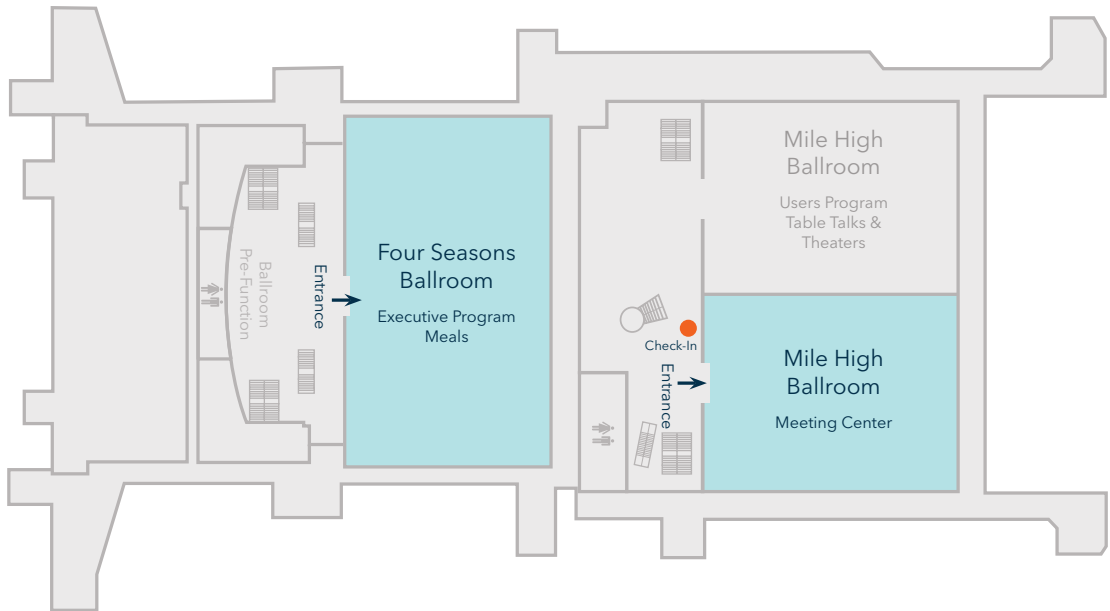 Ballroom
Pre-Function
Entrance
Four Seasons
Ballroom
Executive Program
Meals
Mile High
Ballroom
Users Program
Table Talks &
Theaters
Check-In
Entrance
Mile High
Ballroom
Meeting Center